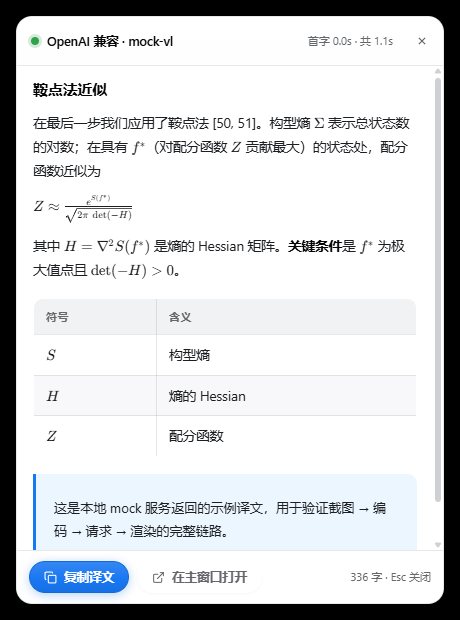 OpenAI 兼容 · mock-vl
首字 0.0s · 共 1.1s
×
鞍点法近似
在最后一步我们应用了鞍点法 [50, 51]。构型熵 Σ 表示总状态数
的对数；在具有 f* （对配分函数 Z 贡献最大）的状态处，配分
函数近似为
Z ≈ e^{S(f*)} / √(2π det(−H))
其中 H = ∇²S(f*) 是熵的 Hessian 矩阵。关键条件是 f* 为极
大值点且 det(−H) > 0。
符号 含义
S 构型熵
H 熵的 Hessian
Z 配分函数
这是本地 mock 服务返回的示例译文，用于验证截图 → 编
码 → 请求 → 渲染的完整链路。
复制译文 在主窗口打开 336 字 · Esc 关闭